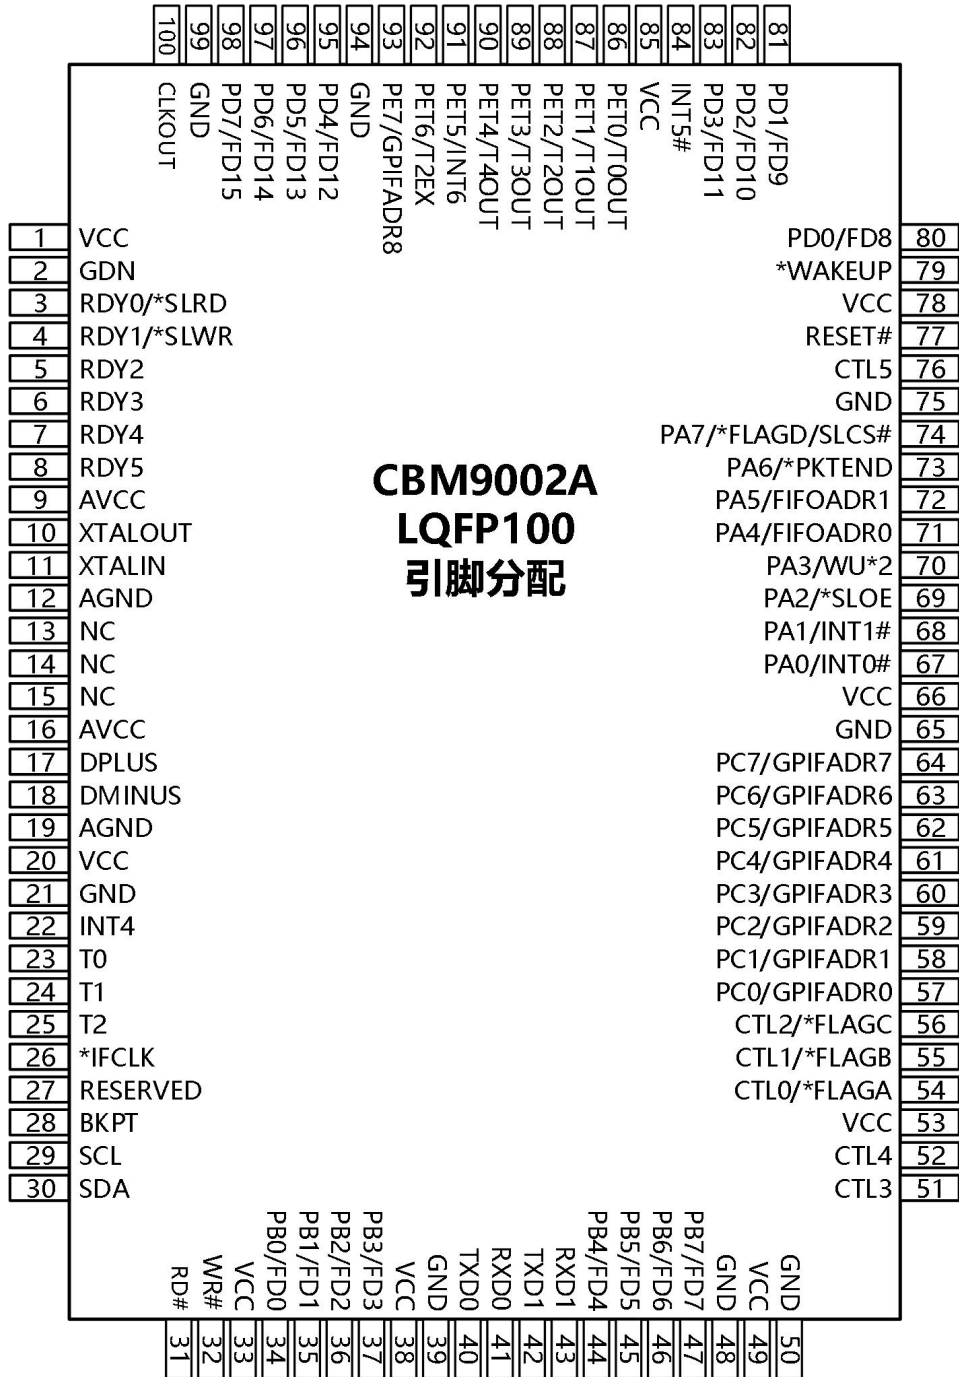 100 99 98 97 96 95 94 93 92 91 90 89 88 87 86 85 84 83 82 81
CLKOUT
GND
PD7/FD15
PD6/FD14
PD5/FD13
PD4/FD12
GND
PE7/GPIFADR8
PET6/T2EX
PET5/INT6
PET4/T4OUT
PET3/T3OUT
PET2/T2OUT
PET1/T1OUT
PET0/T0OUT
VCC
INT5#
PD3/FD11
PD2/FD10
PD1/FD9
1 VCC
2 GDN
3 RDY0/*SLRD
4 RDY1/*SLWR
5 RDY2
6 RDY3
7 RDY4
8 RDY5
9 AVCC
10 XTALOUT
11 XTALIN
12 AGND
13 NC
14 NC
15 NC
16 AVCC
17 DPLUS
18 DMINUS
19 AGND
20 VCC
21 GND
22 INT4
23 T0
24 T1
25 T2
26 *IFCLK
27 RESERVED
28 BKPT
29 SCL
30 SDA
CBM9002A
LQFP100
引脚分配
PD0/FD8 80
*WAKEUP 79
VCC 78
RESET# 77
CTL5 76
GND 75
PA7/*FLAGD/SLCS# 74
PA6/*PKTEND 73
PA5/FIFOADR1 72
PA4/FIFOADR0 71
PA3/WU*2 70
PA2/*SLOE 69
PA1/INT1# 68
PA0/INT0# 67
VCC 66
GND 65
PC7/GPIFADR7 64
PC6/GPIFADR6 63
PC5/GPIFADR5 62
PC4/GPIFADR4 61
PC3/GPIFADR3 60
PC2/GPIFADR2 59
PC1/GPIFADR1 58
PC0/GPIFADR0 57
CTL2/*FLAGC 56
CTL1/*FLAGB 55
CTL0/*FLAGA 54
VCC 53
CTL4 52
CTL3 51
RD#
WR#
VCC
PB0/FD0
PB1/FD1
PB2/FD2
PB3/FD3
VCC
GND
TXD0
RXD0
TXD1
RXD1
PB4/FD4
PB5/FD5
PB6/FD6
PB7/FD7
GND
VCC
GND
31 32 33 34 35 36 37 38 39 40 41 42 43 44 45 46 47 48 49 50